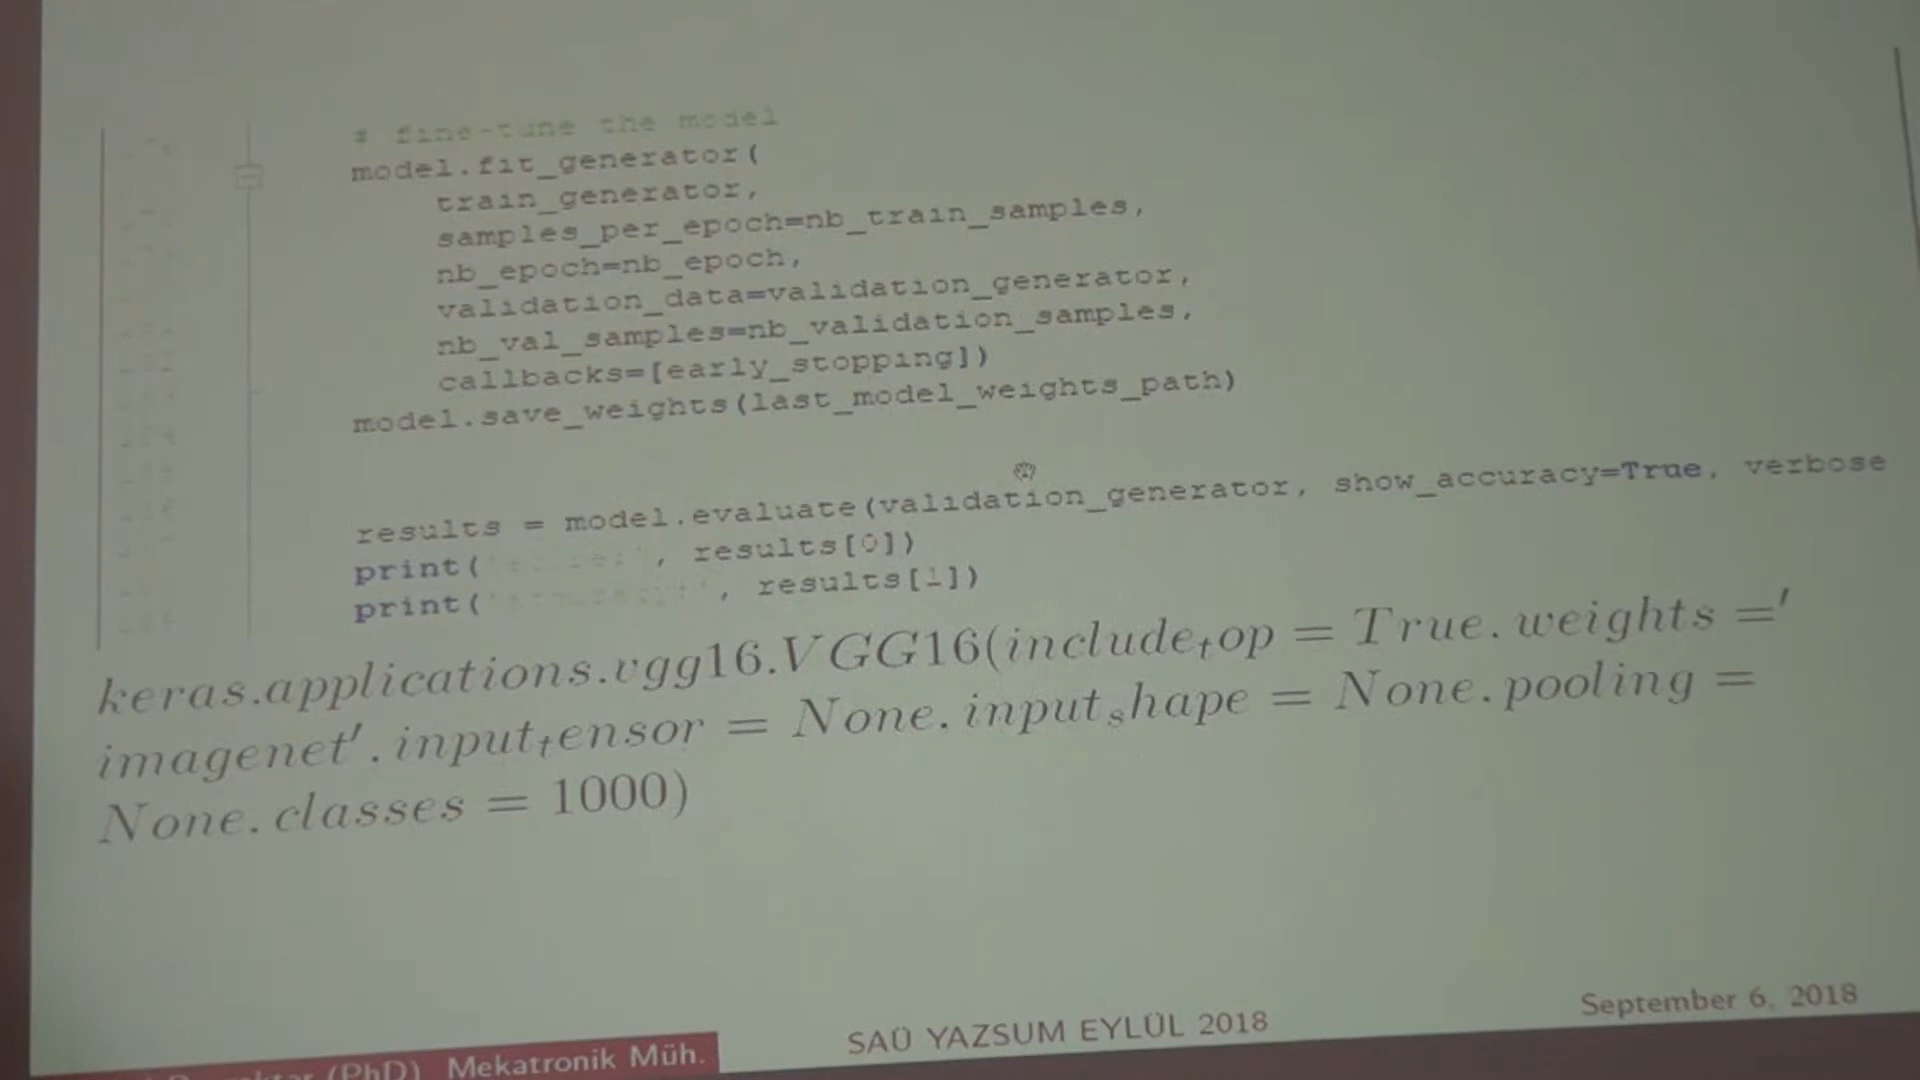 # fine-tune the model
model.fit_generator(
train_generator,
samples_per_epoch=nb_train_samples,
nb_epoch=nb_epoch,
validation_data=validation_generator,
nb_val_samples=nb_validation_samples,
callbacks=[early_stopping])
model.save_weights(last_model_weights_path)
results = model.evaluate(validation_generator, show_accuracy=True, verbose
print( , results[0])
print( , results[1])
keras.applications.vgg16.VGG16(include_top = True, weights ='
imagenet', input_tensor = None, input_shape = None, pooling =
None, classes = 1000)
(PhD) Mekatronik Müh.
SAÜ YAZSUM EYLÜL 2018
September 6, 2018